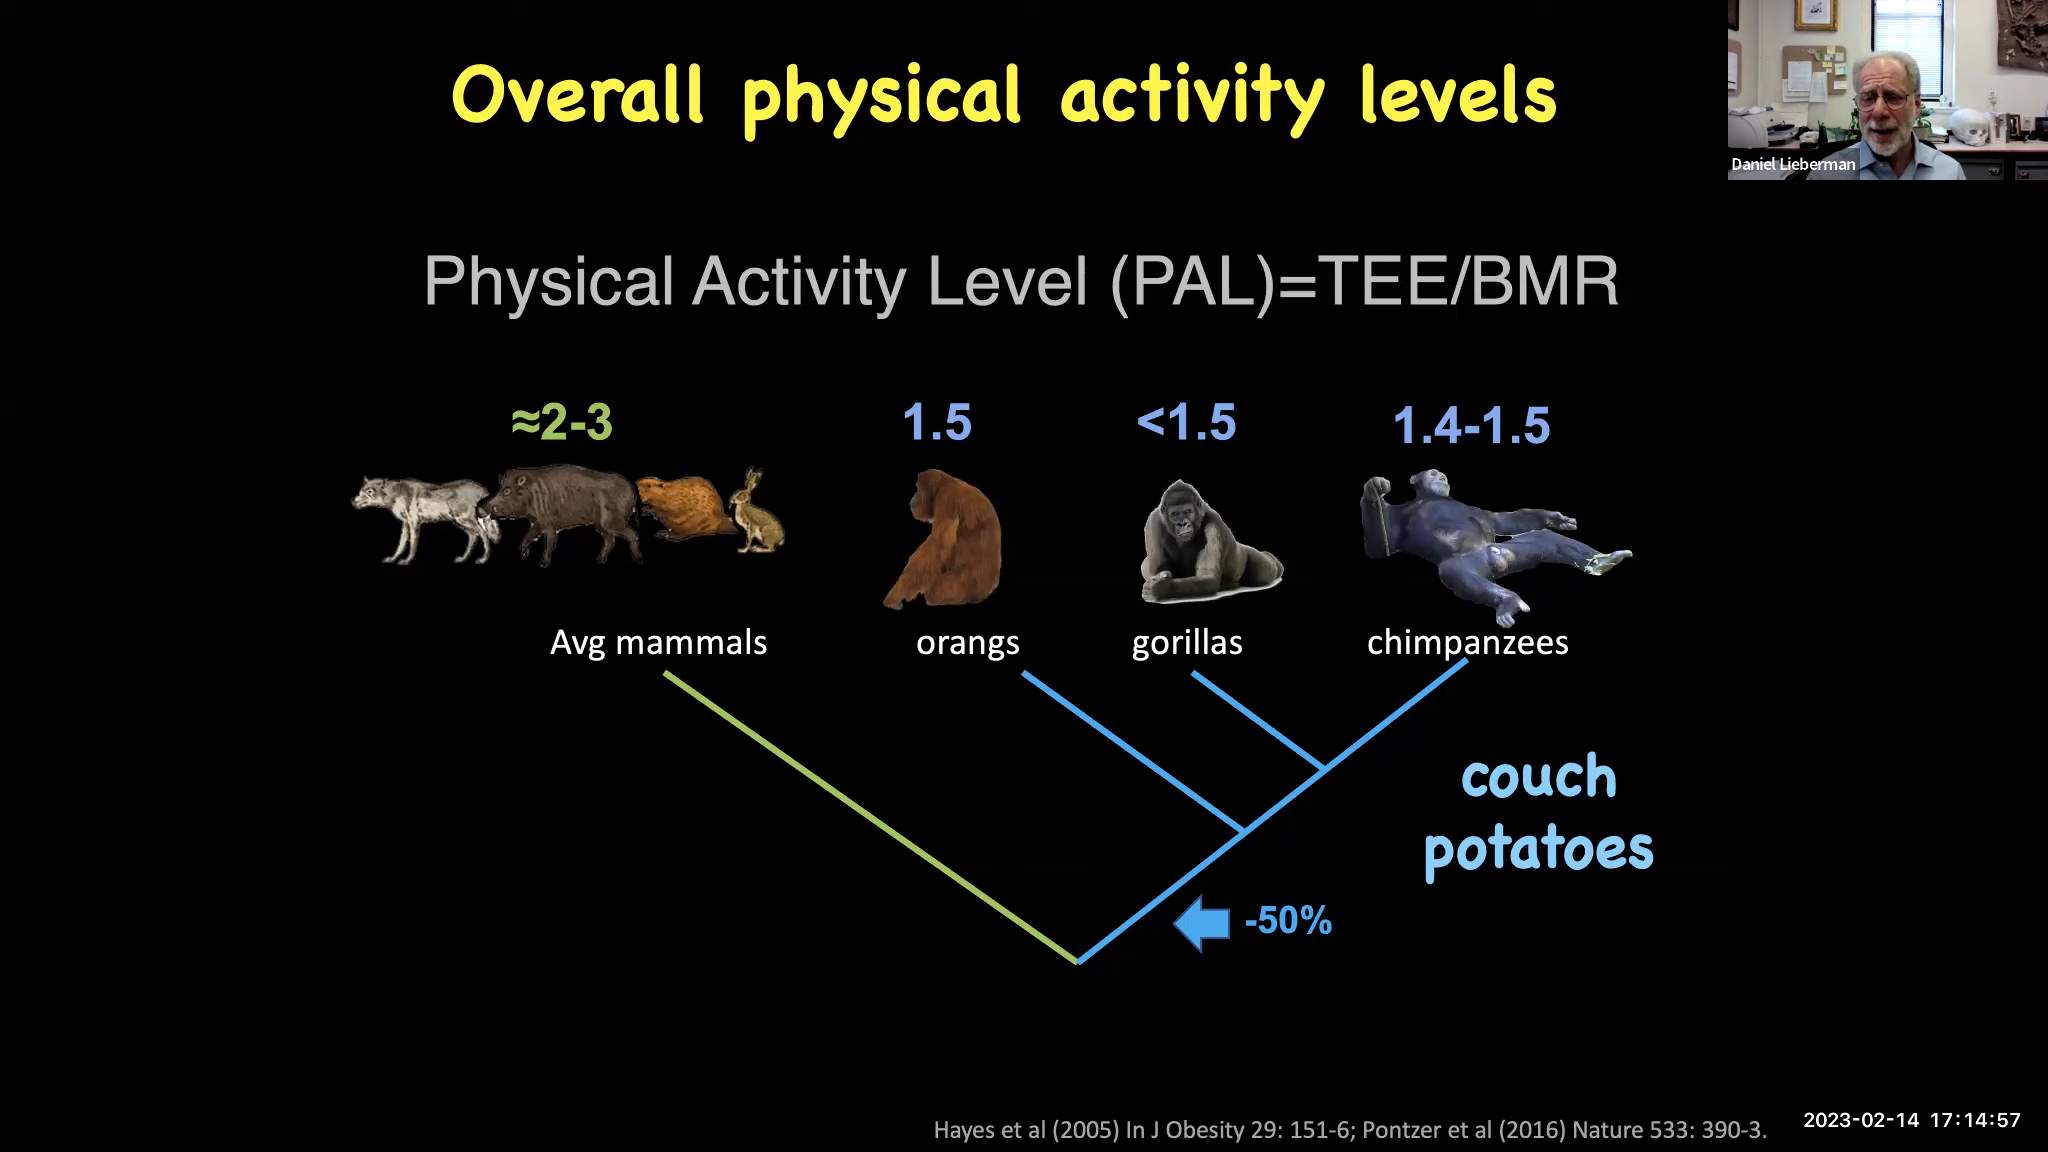 Overall physical activity levels
Daniel Lieberman
Physical Activity Level (PAL)=TEE/BMR
≈2-3 1.5 <1.5 1.4-1.5
Avg mammals orangs gorillas chimpanzees
couch
potatoes
-50%
Hayes et al (2005) In J Obesity 29: 151-6; Pontzer et al (2016) Nature 533: 390-3.
2023-02-14 17:14:57